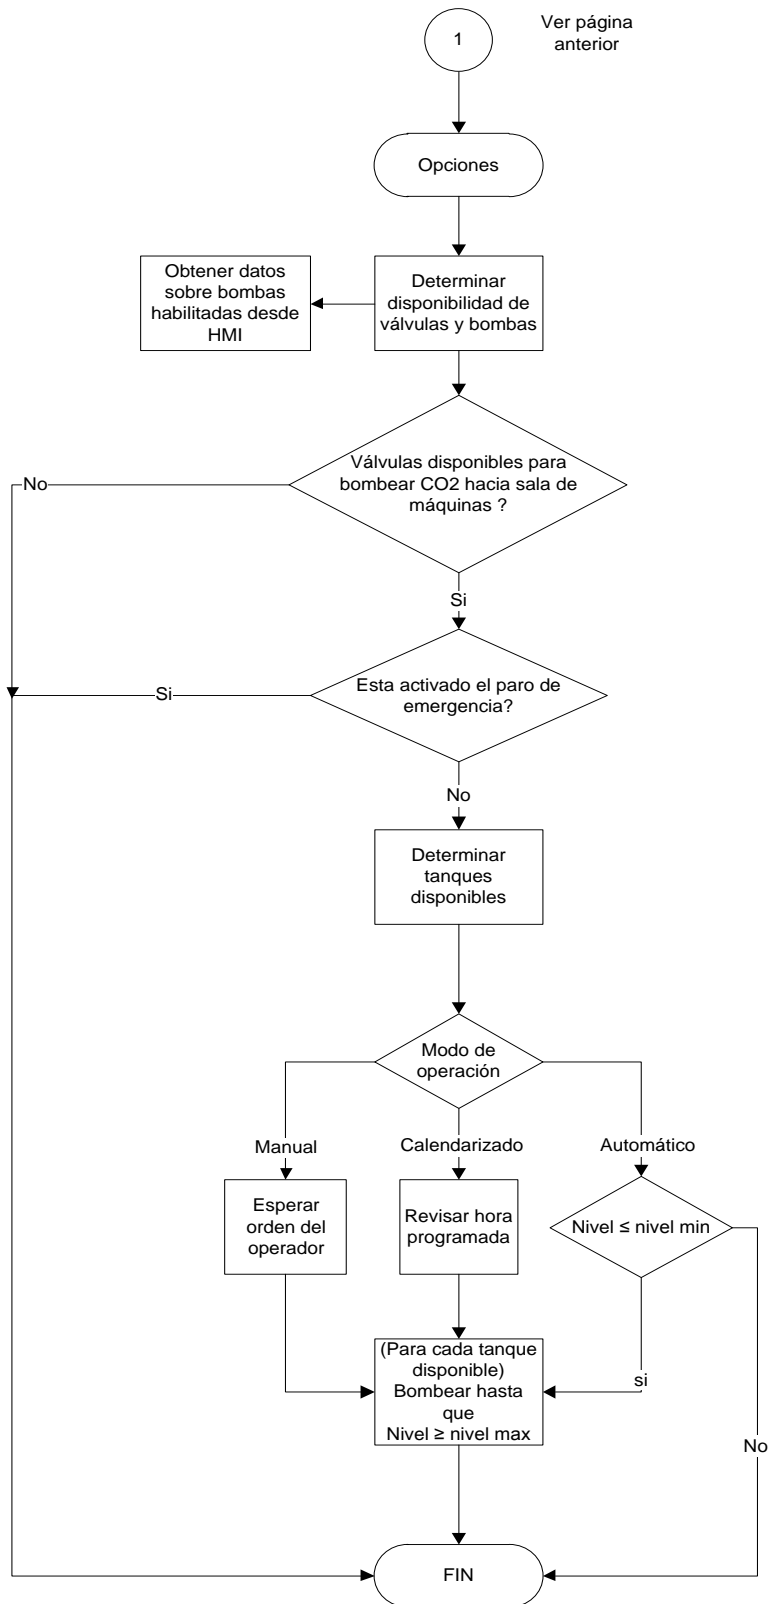 1
Ver página
anterior
Opciones
Obtener datos
sobre bombas
habilitadas desde
HMI
Determinar
disponibilidad de
válvulas y bombas
Válvulas disponibles para
bombear CO2 hacia sala de
máquinas ?
No
Si
Esta activado el paro de
emergencia?
Si
No
Determinar
tanques
disponibles
Modo de
operación
Manual
Calendarizado
Automático
Esperar
orden del
operador
Revisar hora
programada
Nivel ≤ nivel min
(Para cada tanque
disponible)
Bombear hasta
que
Nivel ≥ nivel max
si
No
FIN